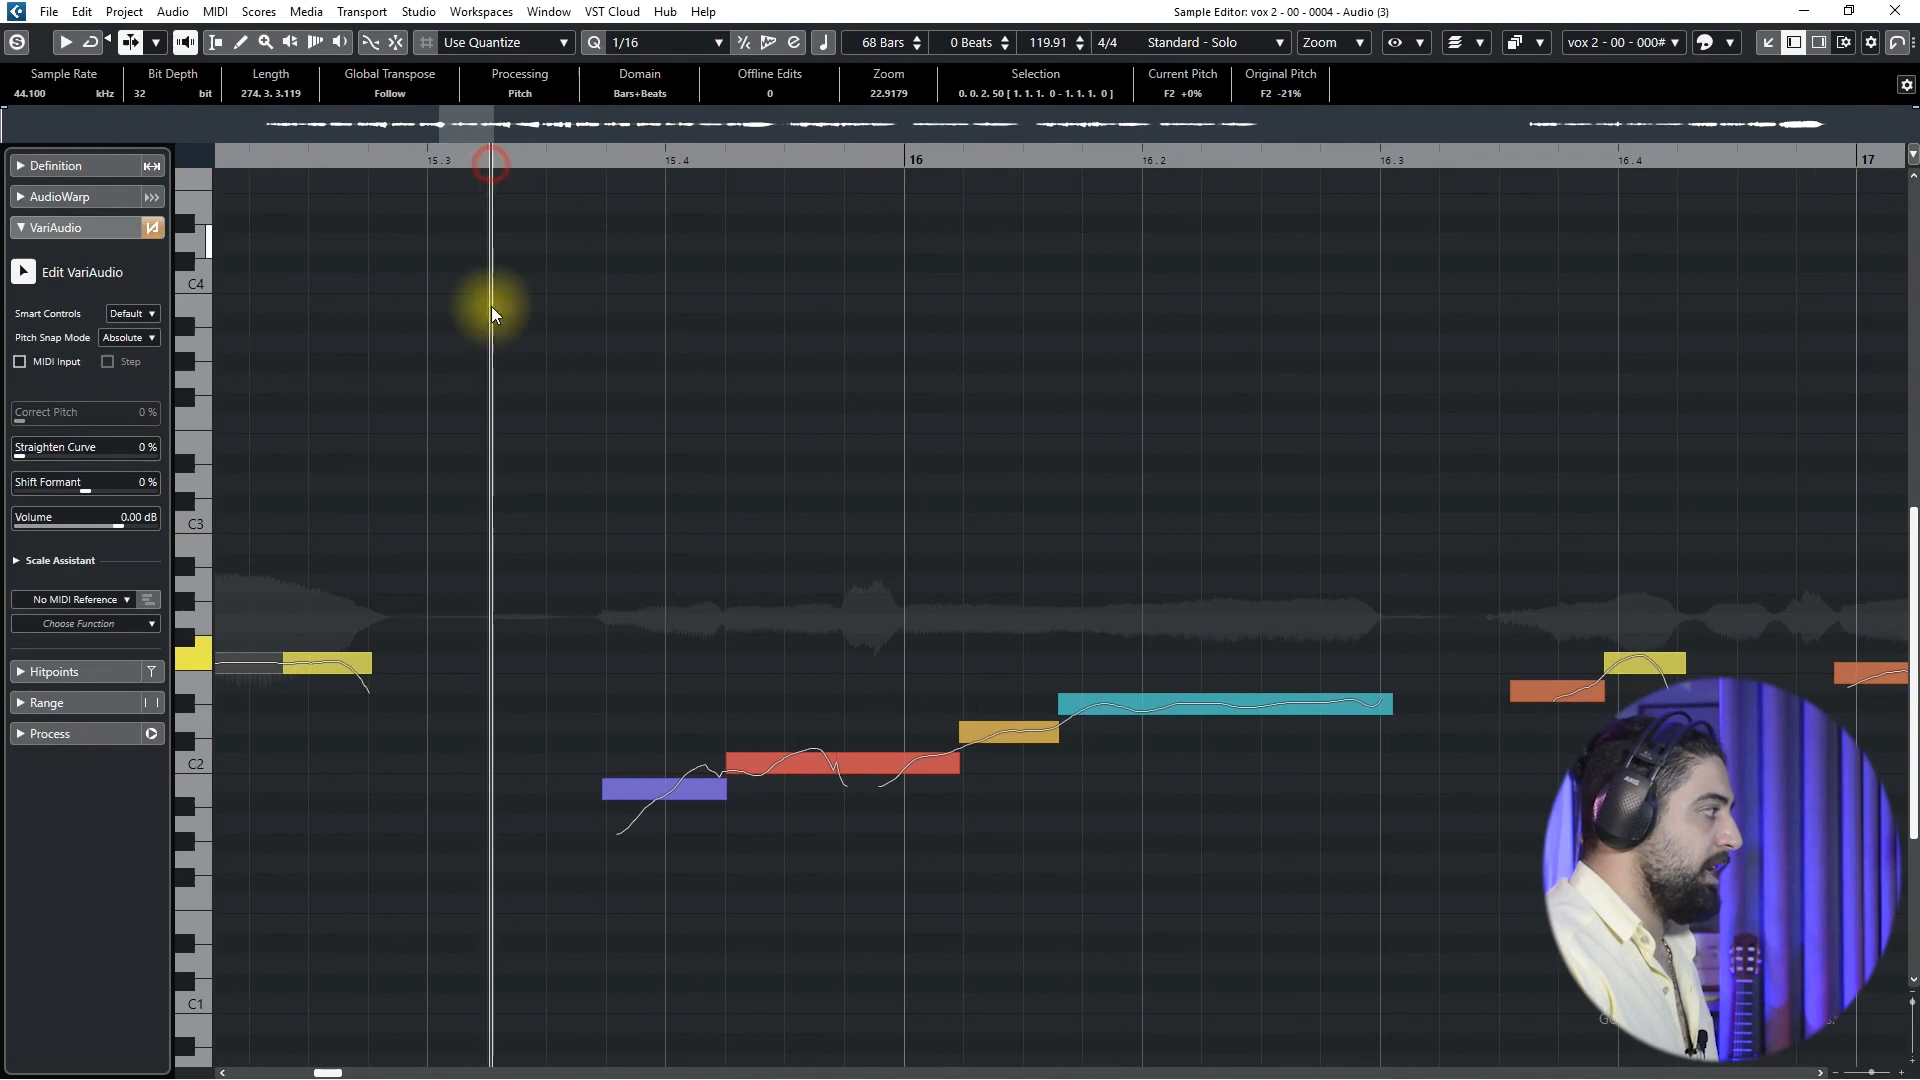 File Edit Project Audio MIDI Scores Media Transport Studio Workspaces Window VST Cloud Hub Help
Sample Editor: vox 2 - 00 - 0004 - Audio (3)
Use Quantize 1/16 68 Bars 0 Beats 119.91 4/4 Standard - Solo Zoom vox 2 - 00 - 000#
Sample Rate Bit Depth Length Global Transpose Processing Domain Offline Edits Zoom Selection Current Pitch Original Pitch
44.100 kHz 32 bit 274. 3. 3.119 Follow Pitch Bars+Beats 0 22.9179 0. 0. 2. 50 [ 1. 1. 1. 0 - 1. 1. 1. 0 ] F2 +0% F2 -21%
15.3 15.4 16 16.2 16.3 16.4 17
Definition
AudioWarp
VariAudio
Edit VariAudio
Smart Controls Default
Pitch Snap Mode Absolute
MIDI Input Step
Correct Pitch 0 %
Straighten Curve 0 %
Shift Formant 0 %
Volume 0.00 dB
Scale Assistant
No MIDI Reference
Choose Function
Hitpoints
Range
Process
C4
C3
C2
C1
AKG